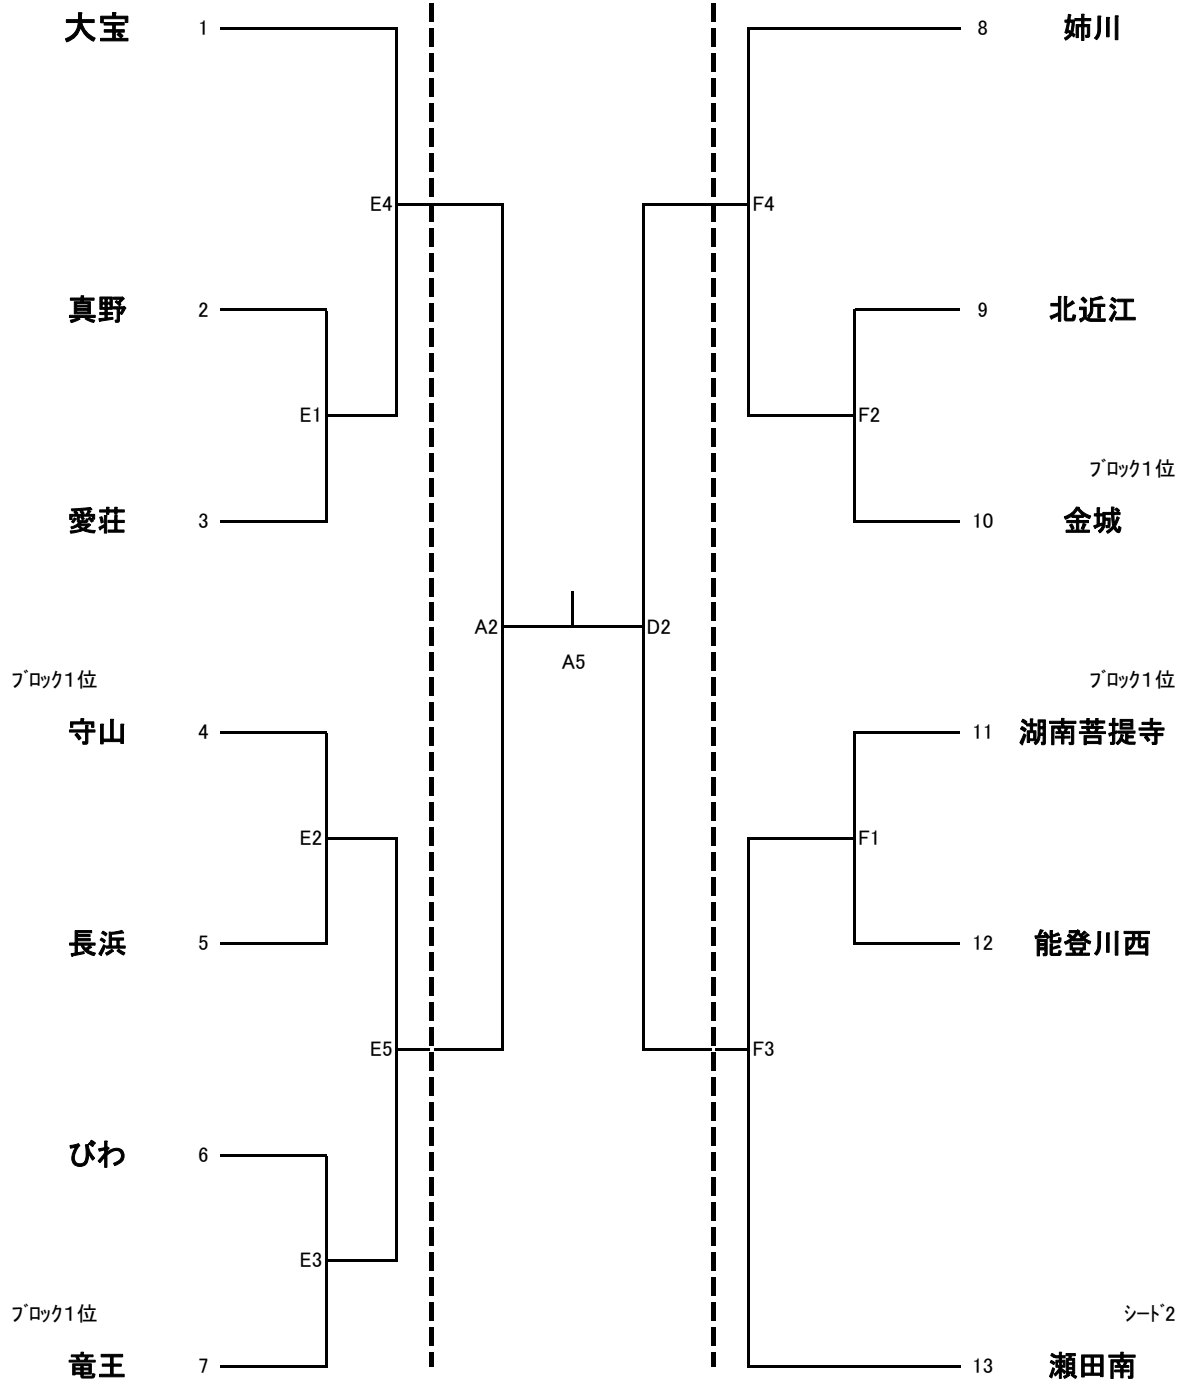 大宝 1
8 姉川
E4
F4
真野 2
9 北近江
E1
F2
ﾌﾞﾛｯｸ１位
愛荘 3
10 金城
A2
D2
A5
ﾌﾞﾛｯｸ１位
ﾌﾞﾛｯｸ１位
守山 4
11 湖南菩提寺
E2
F1
長浜 5
12 能登川西
E5
F3
びわ 6
E3
ﾌﾞﾛｯｸ１位
ｼｰﾄﾞ2
竜王 7
13 瀬田南